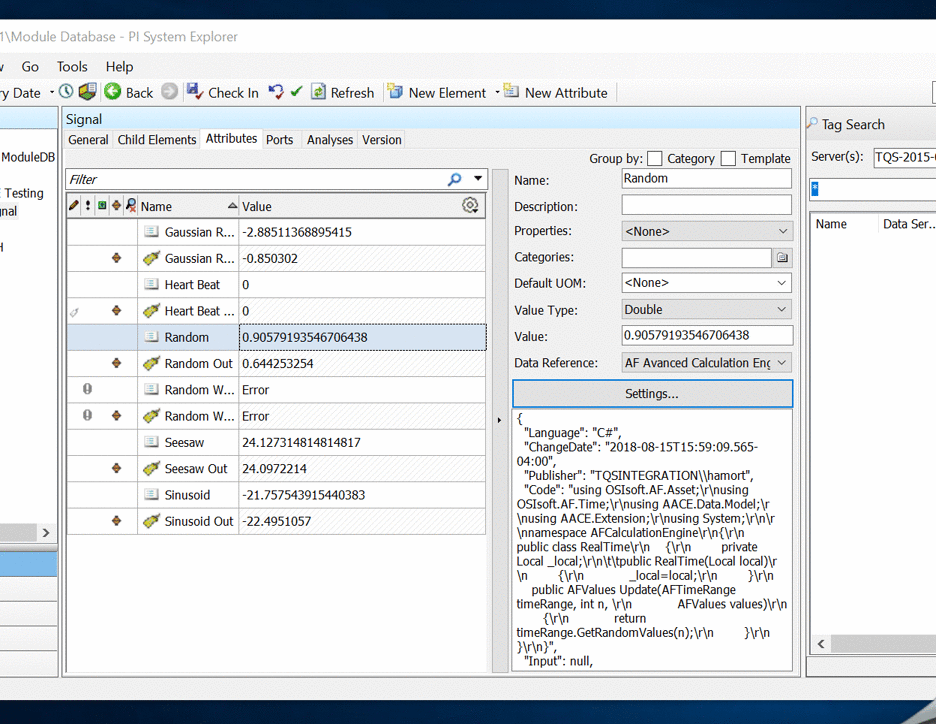 1\Module Database - PI System Explorer
w Go Tools Help
ry Date Back Check In Refresh New Element New Attribute
ModuleDB
Testing
nal
H
Signal
General Child Elements Attributes Ports Analyses Version
Group by: Category Template
Filter
Name Value
Gaussian R... -2.88511368895415
Gaussian R... -0.850302
Heart Beat 0
Heart Beat ... 0
Random 0.90579193546706438
Random Out 0.644253254
Random W... Error
Random W... Error
Seesaw 24.127314814814817
Seesaw Out 24.0972214
Sinusoid -21.757543915440383
Sinusoid Out -22.4951057
Name: Random
Description:
Properties: <None>
Categories:
Default UOM: <None>
Value Type: Double
Value: 0.90579193546706438
Data Reference: AF Avanced Calculation Eng
Settings...
{
"Language": "C#",
"ChangeDate": "2018-08-15T15:59:09.565-
04:00",
"Publisher": "TQSINTEGRATION\\hamort",
"Code": "using OSIsoft.AF.Asset;\r\nusing
OSIsoft.AF.Time;\r\nusing AACE.Data.Model;\r
\nusing AACE.Extension;\r\nusing System;\r\n\r
\nnamespace AFCalculationEngine\r\n{\r\n
public class RealTime\r\n {\r\n private
Local _local;\r\n\t\tpublic RealTime(Local local)\r
\n {\r\n _local=local;\r\n }\r\n
public AFValues Update(AFTimeRange
timeRange, int n, \r\n AFValues values)\r\n
{\r\n return
timeRange.GetRandomValues(n);\r\n }\r\n
}\r\n}",
"Input": null,
Tag Search
Server(s): TQS-2015-
*
Name Data Ser...